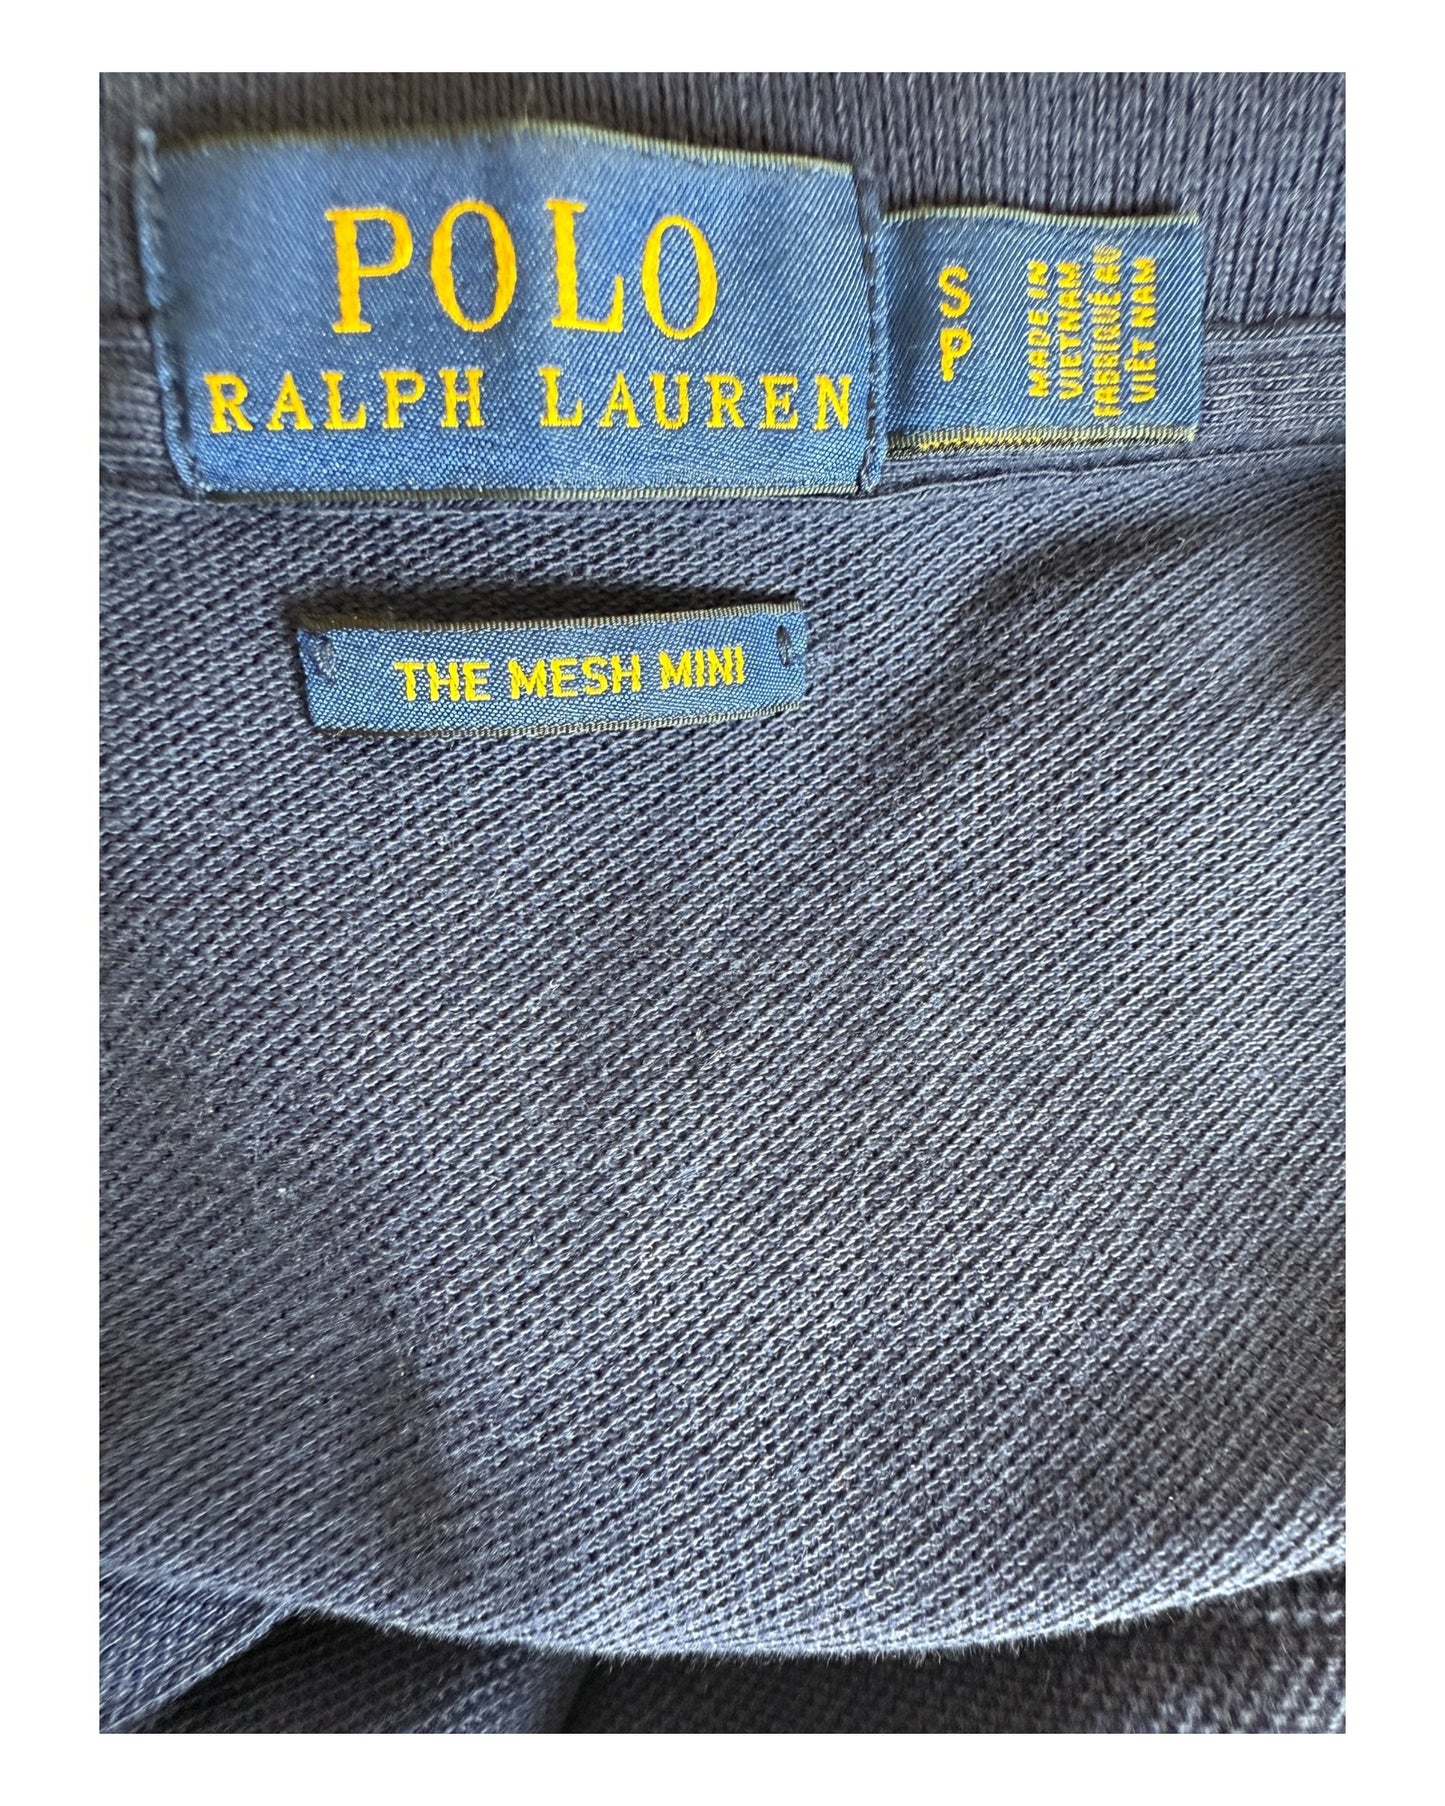 POLO
RALPH LAUREN
S
P
MADE IN
VIETNAM
FABRIQUÉ AU
VIÊT NAM
THE MESH MINI